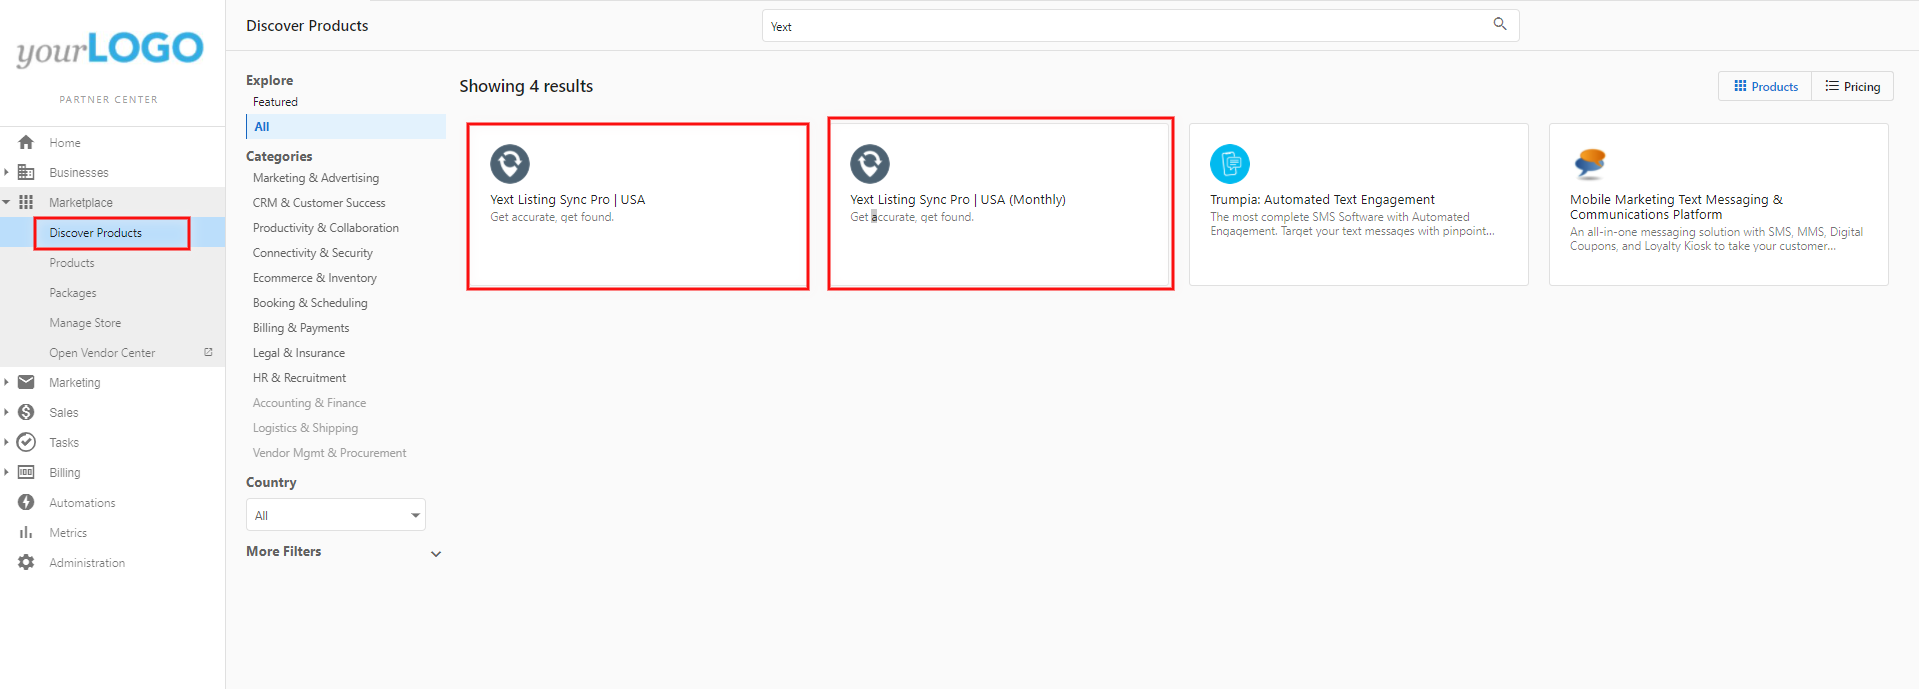 yourLOGO
PARTNER CENTER
Home
Businesses
Marketplace
Discover Products
Products
Packages
Manage Store
Open Vendor Center
Marketing
Sales
Tasks
Billing
Automations
Metrics
Administration
Discover Products
Yext
Explore
Featured
All
Categories
Marketing & Advertising
CRM & Customer Success
Productivity & Collaboration
Connectivity & Security
Ecommerce & Inventory
Booking & Scheduling
Billing & Payments
Legal & Insurance
HR & Recruitment
Accounting & Finance
Logistics & Shipping
Vendor Mgmt & Procurement
Country
All
More Filters
Showing 4 results
Products
Pricing
Yext Listing Sync Pro | USA
Get accurate, get found.
Yext Listing Sync Pro | USA (Monthly)
Get accurate, get found.
Trumpia: Automated Text Engagement
The most complete SMS Software with Automated
Engagement. Target your text messages with pinpoint...
Mobile Marketing Text Messaging &
Communications Platform
An all-in-one messaging solution with SMS, MMS, Digital
Coupons, and Loyalty Kiosk to take your customer...